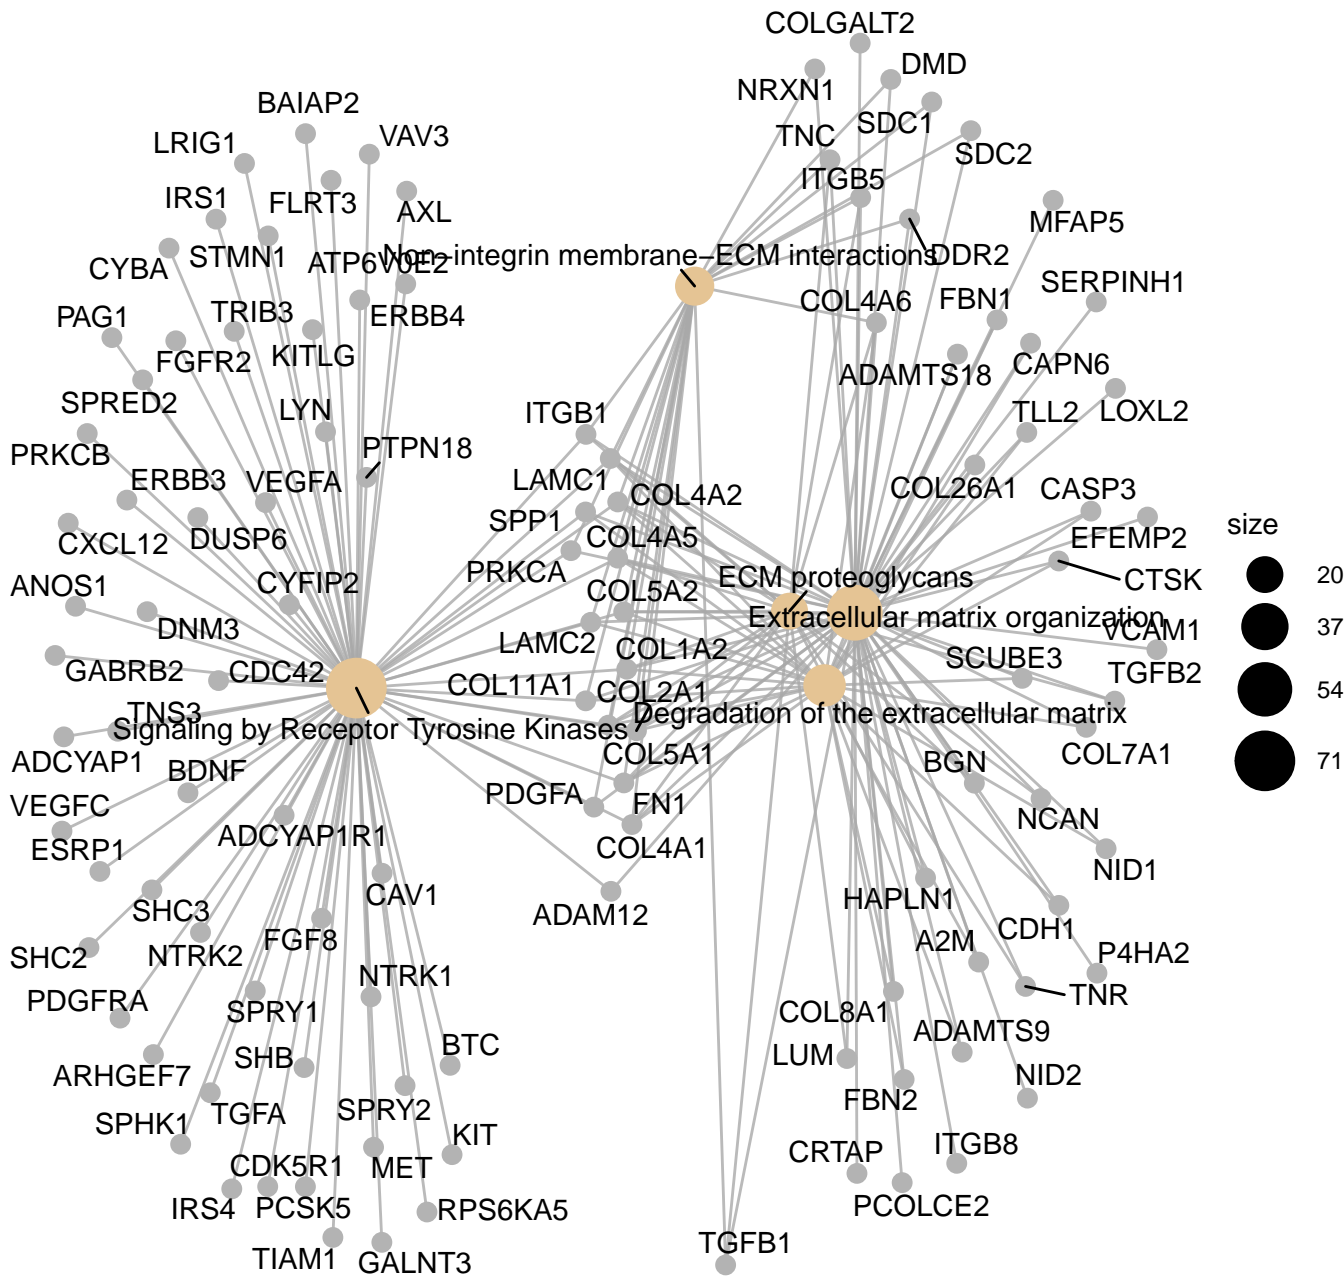 COLGALT2
DMD
NRXN1
BAIAP2
SDC1
VAV3
TNC
LRIG1
SDC2
ITGB5
IRS1
FLRT3
AXL
MFAP5
STMN1
ATP6V0E2
Non−integrin membrane−ECM interactions
DDR2
CYBA
SERPINH1
COL4A6
FBN1
TRIB3
PAG1
ERBB4
KITLG
FGFR2
CAPN6
ADAMTS18
SPRED2
LYN
ITGB1
TLL2
LOXL2
PTPN18
PRKCB
ERBB3
VEGFA
LAMC1
COL4A2
COL26A1
CASP3
SPP1
size
CXCL12
DUSP6
COL4A5
EFEMP2
PRKCA
20
ECM proteoglycans
CTSK
ANOS1
CYFIP2
COL5A2
Extracellular matrix organization
37
DNM3
VCAM1
LAMC2
COL1A2
SCUBE3
GABRB2
CDC42
TGFB2
COL11A1
COL2A1
54
TNS3
Degradation of the extracellular matrix
Signaling by Receptor Tyrosine Kinases
COL5A1
COL7A1
ADCYAP1
BDNF
BGN
71
PDGFA
VEGFC
FN1
NCAN
ADCYAP1R1
ESRP1
COL4A1
NID1
CAV1
HAPLN1
SHC3
ADAM12
CDH1
FGF8
A2M
SHC2
NTRK2
P4HA2
NTRK1
TNR
PDGFRA
SPRY1
COL8A1
ADAMTS9
BTC
SHB
LUM
ARHGEF7
NID2
TGFA
SPRY2
FBN2
SPHK1
KIT
ITGB8
CRTAP
CDK5R1
MET
IRS4
PCSK5
RPS6KA5
PCOLCE2
TGFB1
TIAM1
GALNT3